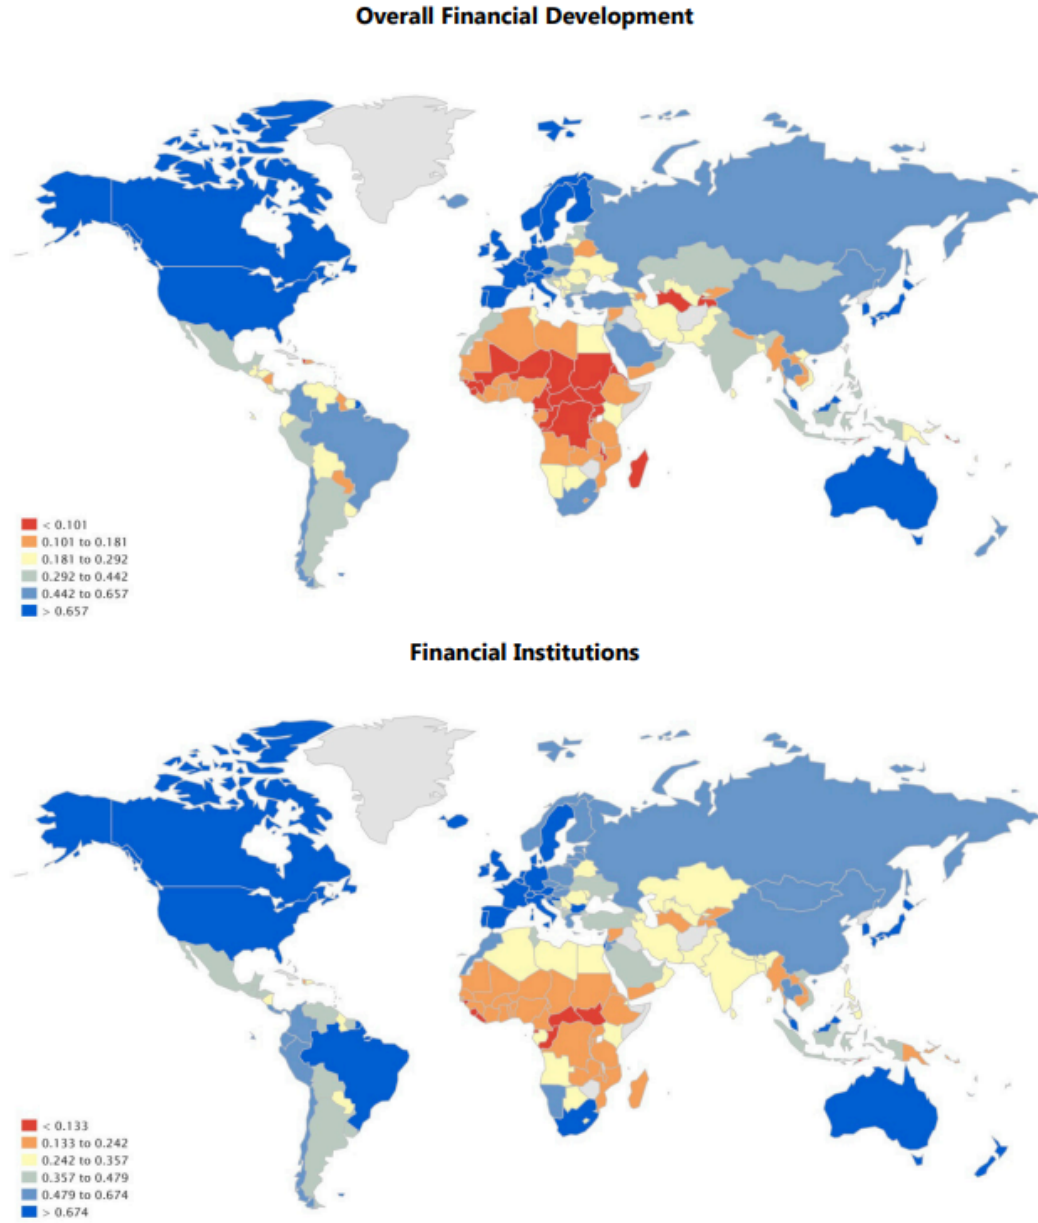 Overall Financial Development
< 0.101
0.101 to 0.181
0.181 to 0.292
0.292 to 0.442
0.442 to 0.657
> 0.657
Financial Institutions
< 0.133
0.133 to 0.242
0.242 to 0.357
0.357 to 0.479
0.479 to 0.674
> 0.674